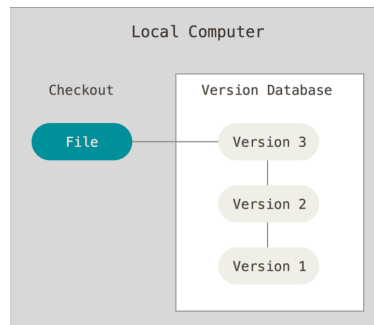 Local Computer
Checkout
Version Database
File
Version 3
Version 2
Version 1